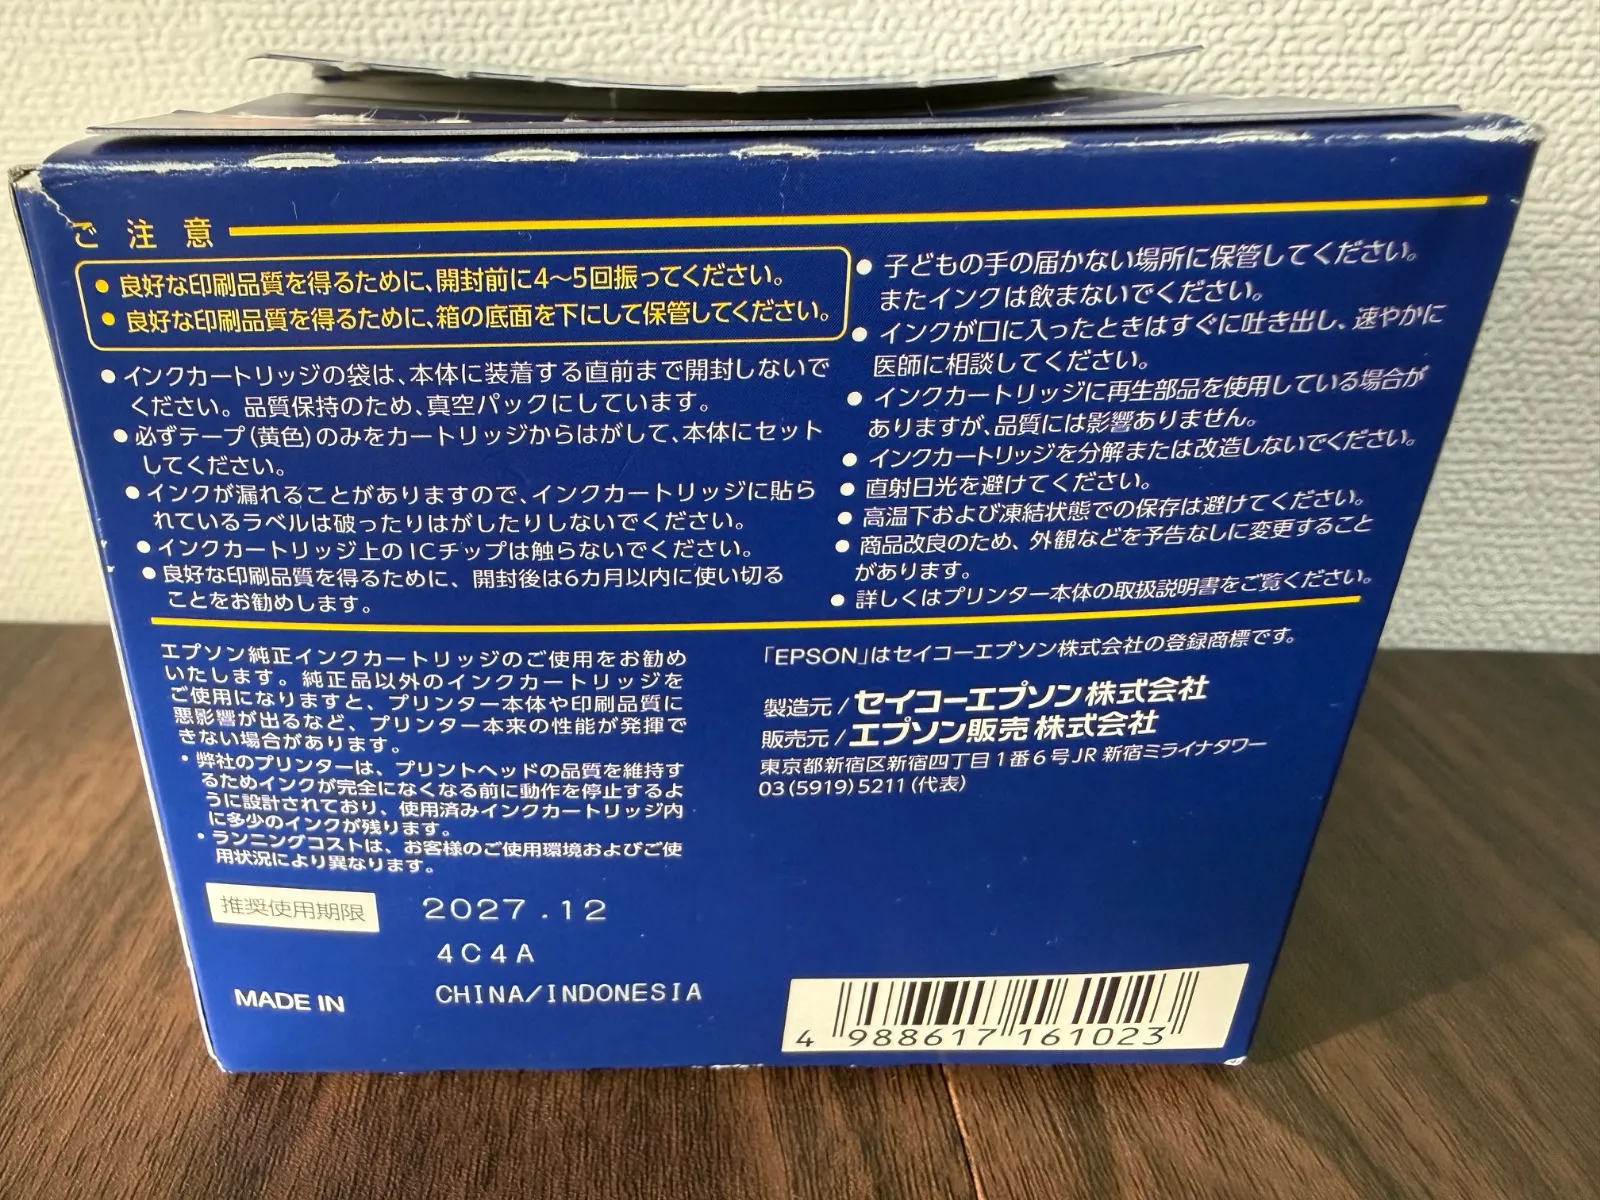 ご注意
● 良好な印刷品質を得るために、開封前に4〜5回振ってください。
● 良好な印刷品質を得るために、箱の底面を下にして保管してください。
● インクカートリッジの袋は、本体に装着する直前まで開封しないで
ください。品質保持のため、真空パックにしています。
● 必ずテープ(黄色)のみをカートリッジからはがして、本体にセット
してください。
● インクが漏れることがありますので、インクカートリッジに貼ら
れているラベルは破ったりはがしたりしないでください。
● インクカートリッジ上のICチップは触らないでください。
● 良好な印刷品質を得るために、開封後は6カ月以内に使い切る
ことをお勧めします。
● 子どもの手の届かない場所に保管してください。
またインクは飲まないでください。
● インクが口に入ったときはすぐに吐き出し、速やかに
医師に相談してください。
● インクカートリッジに再生部品を使用している場合が
ありますが、品質には影響ありません。
● インクカートリッジを分解または改造しないでください。
● 直射日光を避けてください。
● 高温下および凍結状態での保存は避けてください。
● 商品改良のため、外観などを予告なしに変更すること
があります。
● 詳しくはプリンター本体の取扱説明書をご覧ください。
エプソン純正インクカートリッジのご使用をお勧め
いたします。純正品以外のインクカートリッジを
ご使用になりますと、プリンター本体や印刷品質に
悪影響が出るなど、プリンター本来の性能が発揮で
きない場合があります。
・弊社のプリンターは、プリントヘッドの品質を維持す
るためインクが完全になくなる前に動作を停止するよ
うに設計されており、使用済みインクカートリッジ内
に多少のインクが残ります。
・ランニングコストは、お客様のご使用環境およびご使
用状況により異なります。
「EPSON」はセイコーエプソン株式会社の登録商標です。
製造元/セイコーエプソン株式会社
販売元/エプソン販売株式会社
東京都新宿区新宿四丁目1番6号JR新宿ミライナタワー
03(5919)5211(代表)
推奨使用期限 2027.12
4C4A
MADE IN CHINA/INDONESIA
4 988617 161023